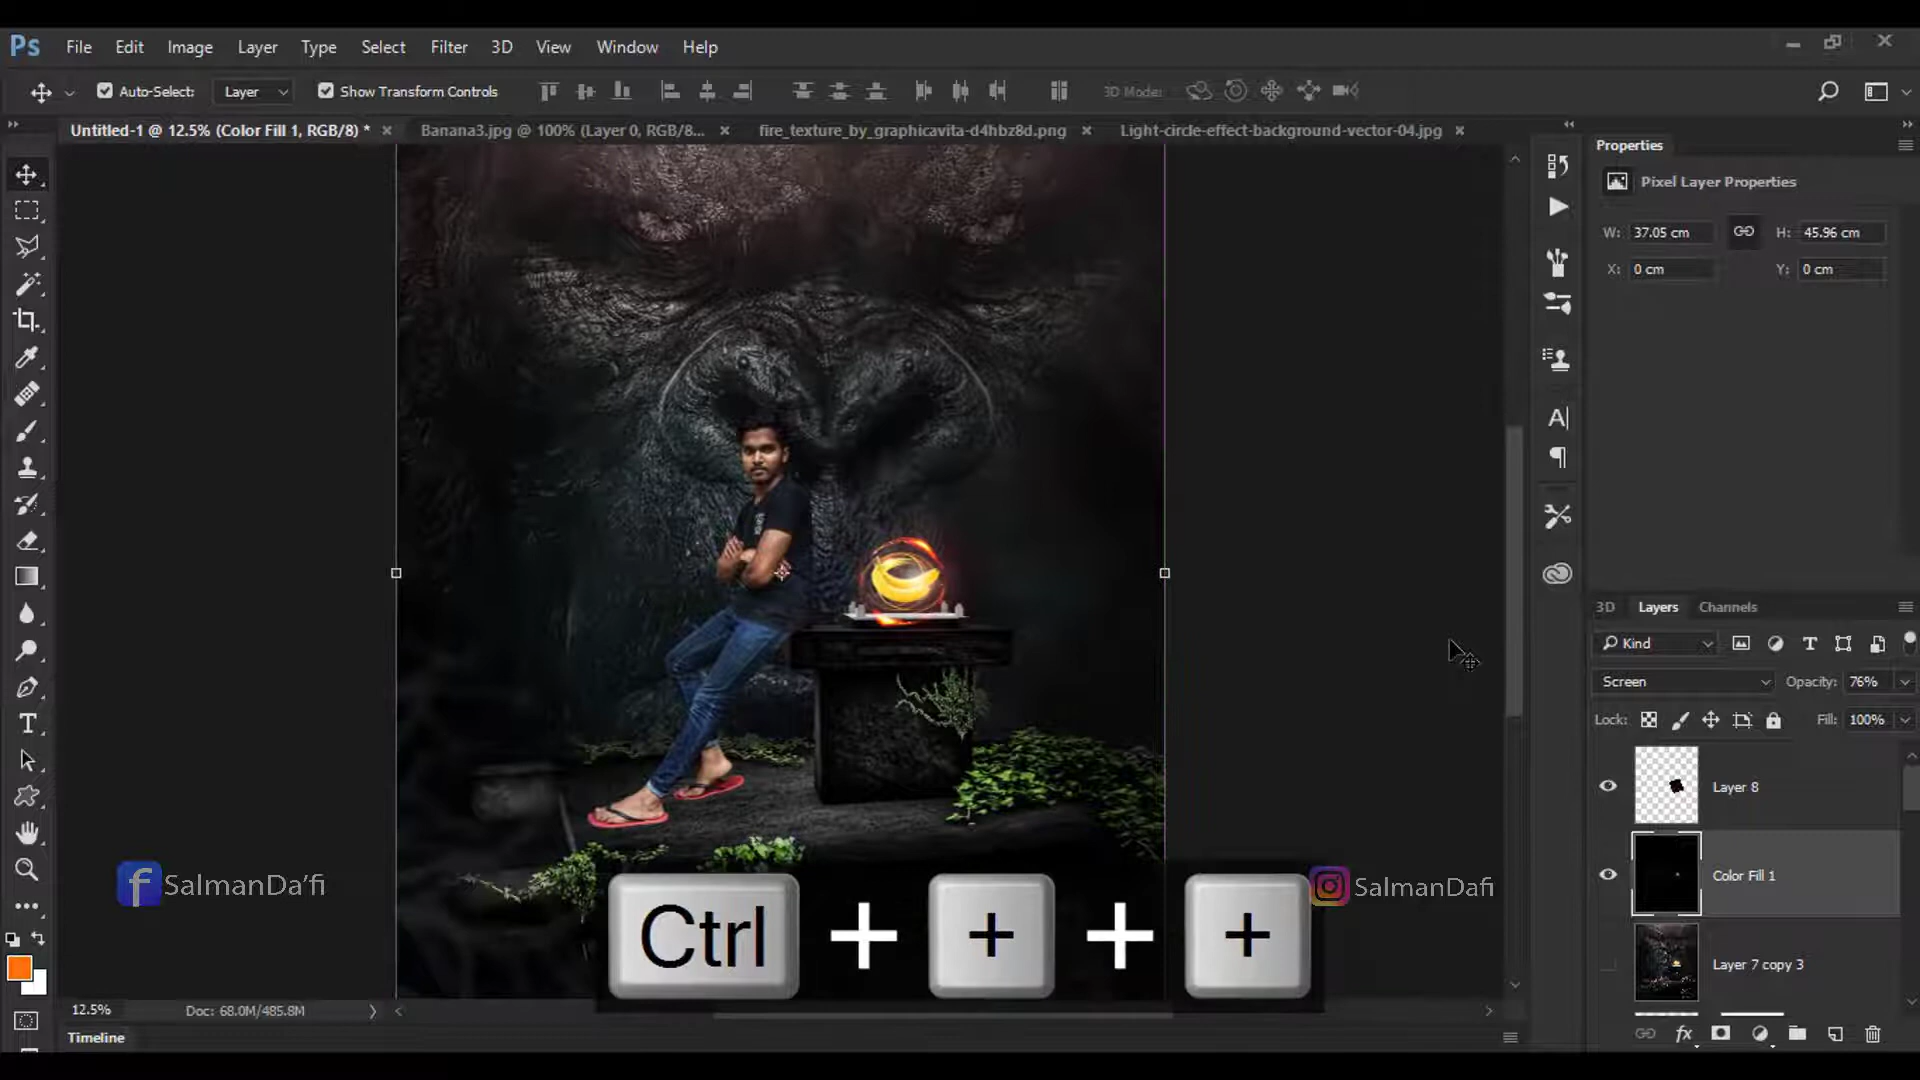 Ps File Edit Image Layer Type Select Filter 3D View Window Help
Auto-Select: Layer Show Transform Controls 3D Mode:
Untitled-1 @ 12.5% (Color Fill 1, RGB/8) * Banana3.jpg @ 100% (Layer 0, RGB/8... fire_texture_by_graphicavita-d4hbz8d.png Light-circle-effect-background-vector-04.jpg
Properties
Pixel Layer Properties
W: 37.05 cm H: 45.96 cm
X: 0 cm Y: 0 cm
3D Layers Channels
Kind
Screen Opacity: 76%
Lock: Fill: 100%
Layer 8
Color Fill 1
Layer 7 copy 3
SalmanDa'fi
SalmanDafi
Ctrl + + + +
12.5% Doc: 68.0M/485.8M
Timeline